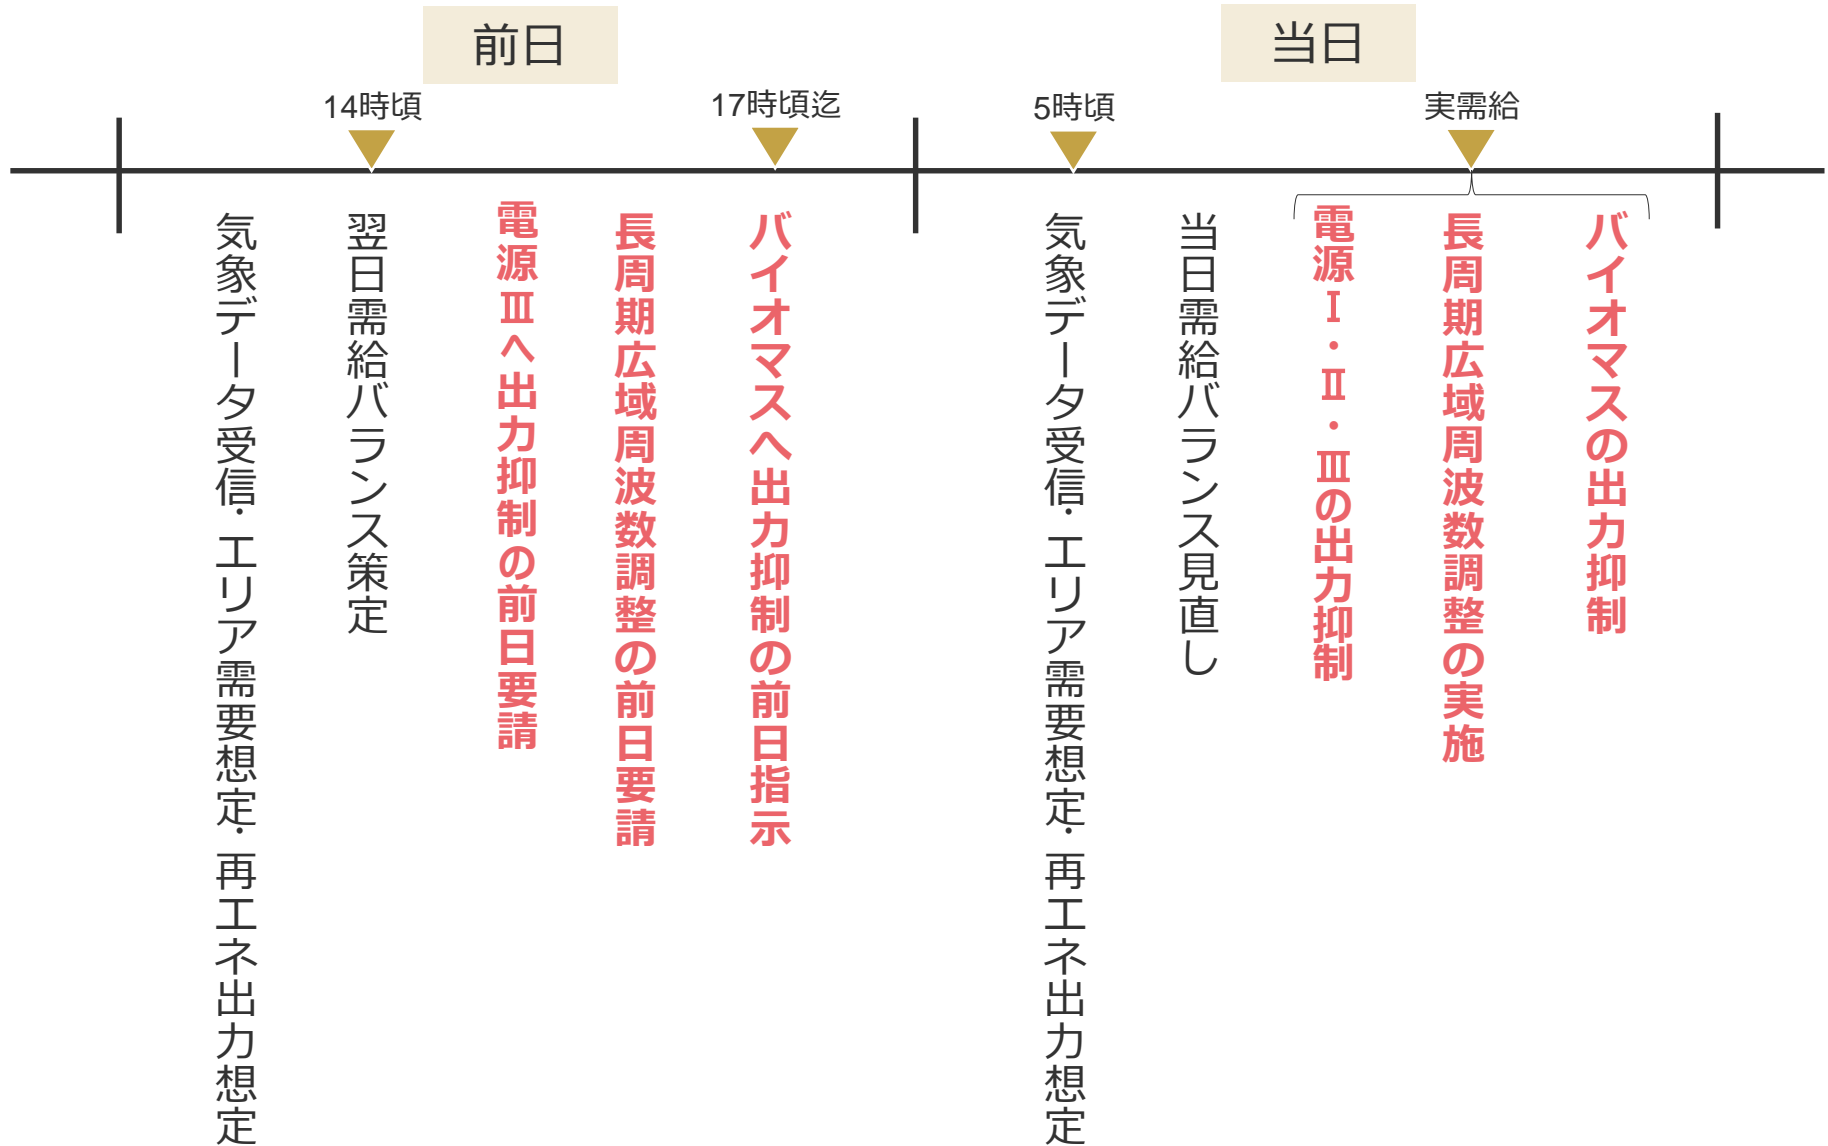 前日
当日
14時頃
17時頃迄
5時頃
実需給
気象データ受信・エリア需要想定・再エネ出力想定
翌日需給バランス策定
電源Ⅲへ出力抑制の前日要請
長周期広域周波数調整の前日要請
バイオマスへ出力抑制の前日指示
気象データ受信・エリア需要想定・再エネ出力想定
当日需給バランス見直し
電源Ⅰ・Ⅱ・Ⅲの出力抑制
長周期広域周波数調整の実施
バイオマスの出力抑制